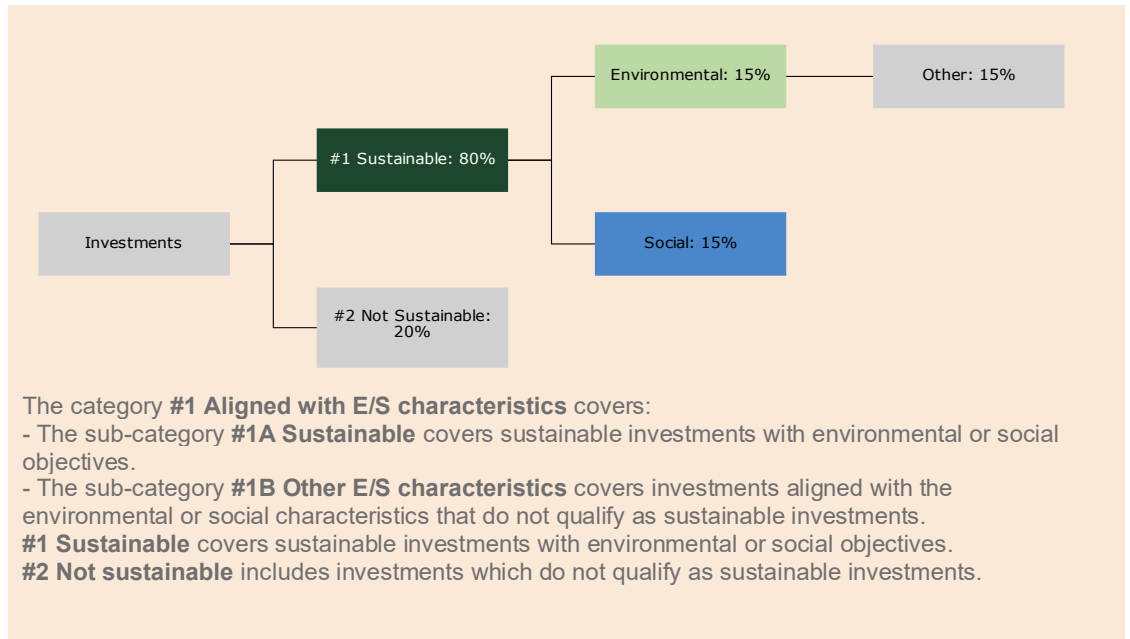 Environmental: 15%
Other: 15%
#1 Sustainable: 80%
Investments
Social: 15%
#2 Not Sustainable:
20%
The category #1 Aligned with E/S characteristics covers:
- The sub-category #1A Sustainable covers sustainable investments with environmental or social
objectives.
- The sub-category #1B Other E/S characteristics covers investments aligned with the
environmental or social characteristics that do not qualify as sustainable investments.
#1 Sustainable covers sustainable investments with environmental or social objectives.
#2 Not sustainable includes investments which do not qualify as sustainable investments.